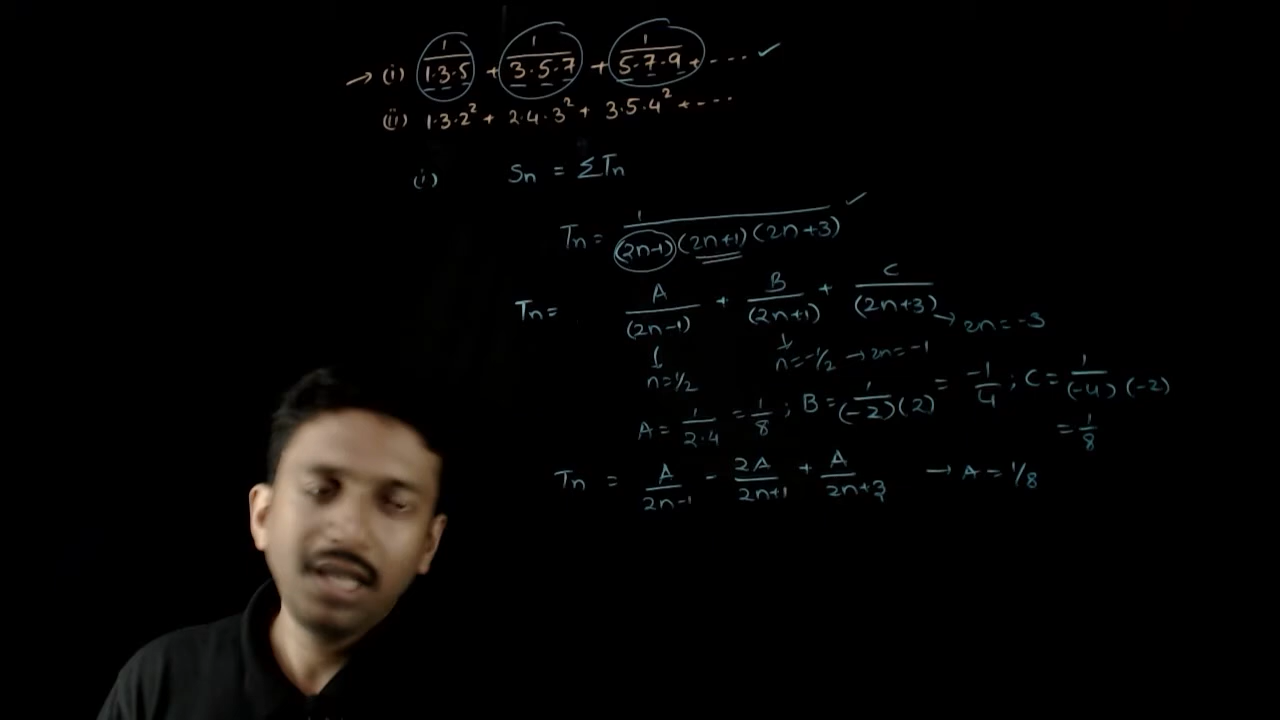 → (i) 1/(1·3·5) + 1/(3·5·7) + 1/(5·7·9) + .... ✓
(ii) 1·3·2² + 2·4·3² + 3·5·4² + ....
(i) Sn = ΣTn
Tn = 1/((2n-1)(2n+1)(2n+3)) ✓
Tn = A/(2n-1) + B/(2n+1) + C/(2n+3) → 2n=-3
n=1/2 n=-1/2 → 2n=-1
A = 1/(2·4) = 1/8 ; B = 1/((-2)(2)) = -1/4 ; C = 1/((-4)(-2))
= 1/8
Tn = A/(2n-1) - 2A/(2n+1) + A/(2n+3) → A = 1/8